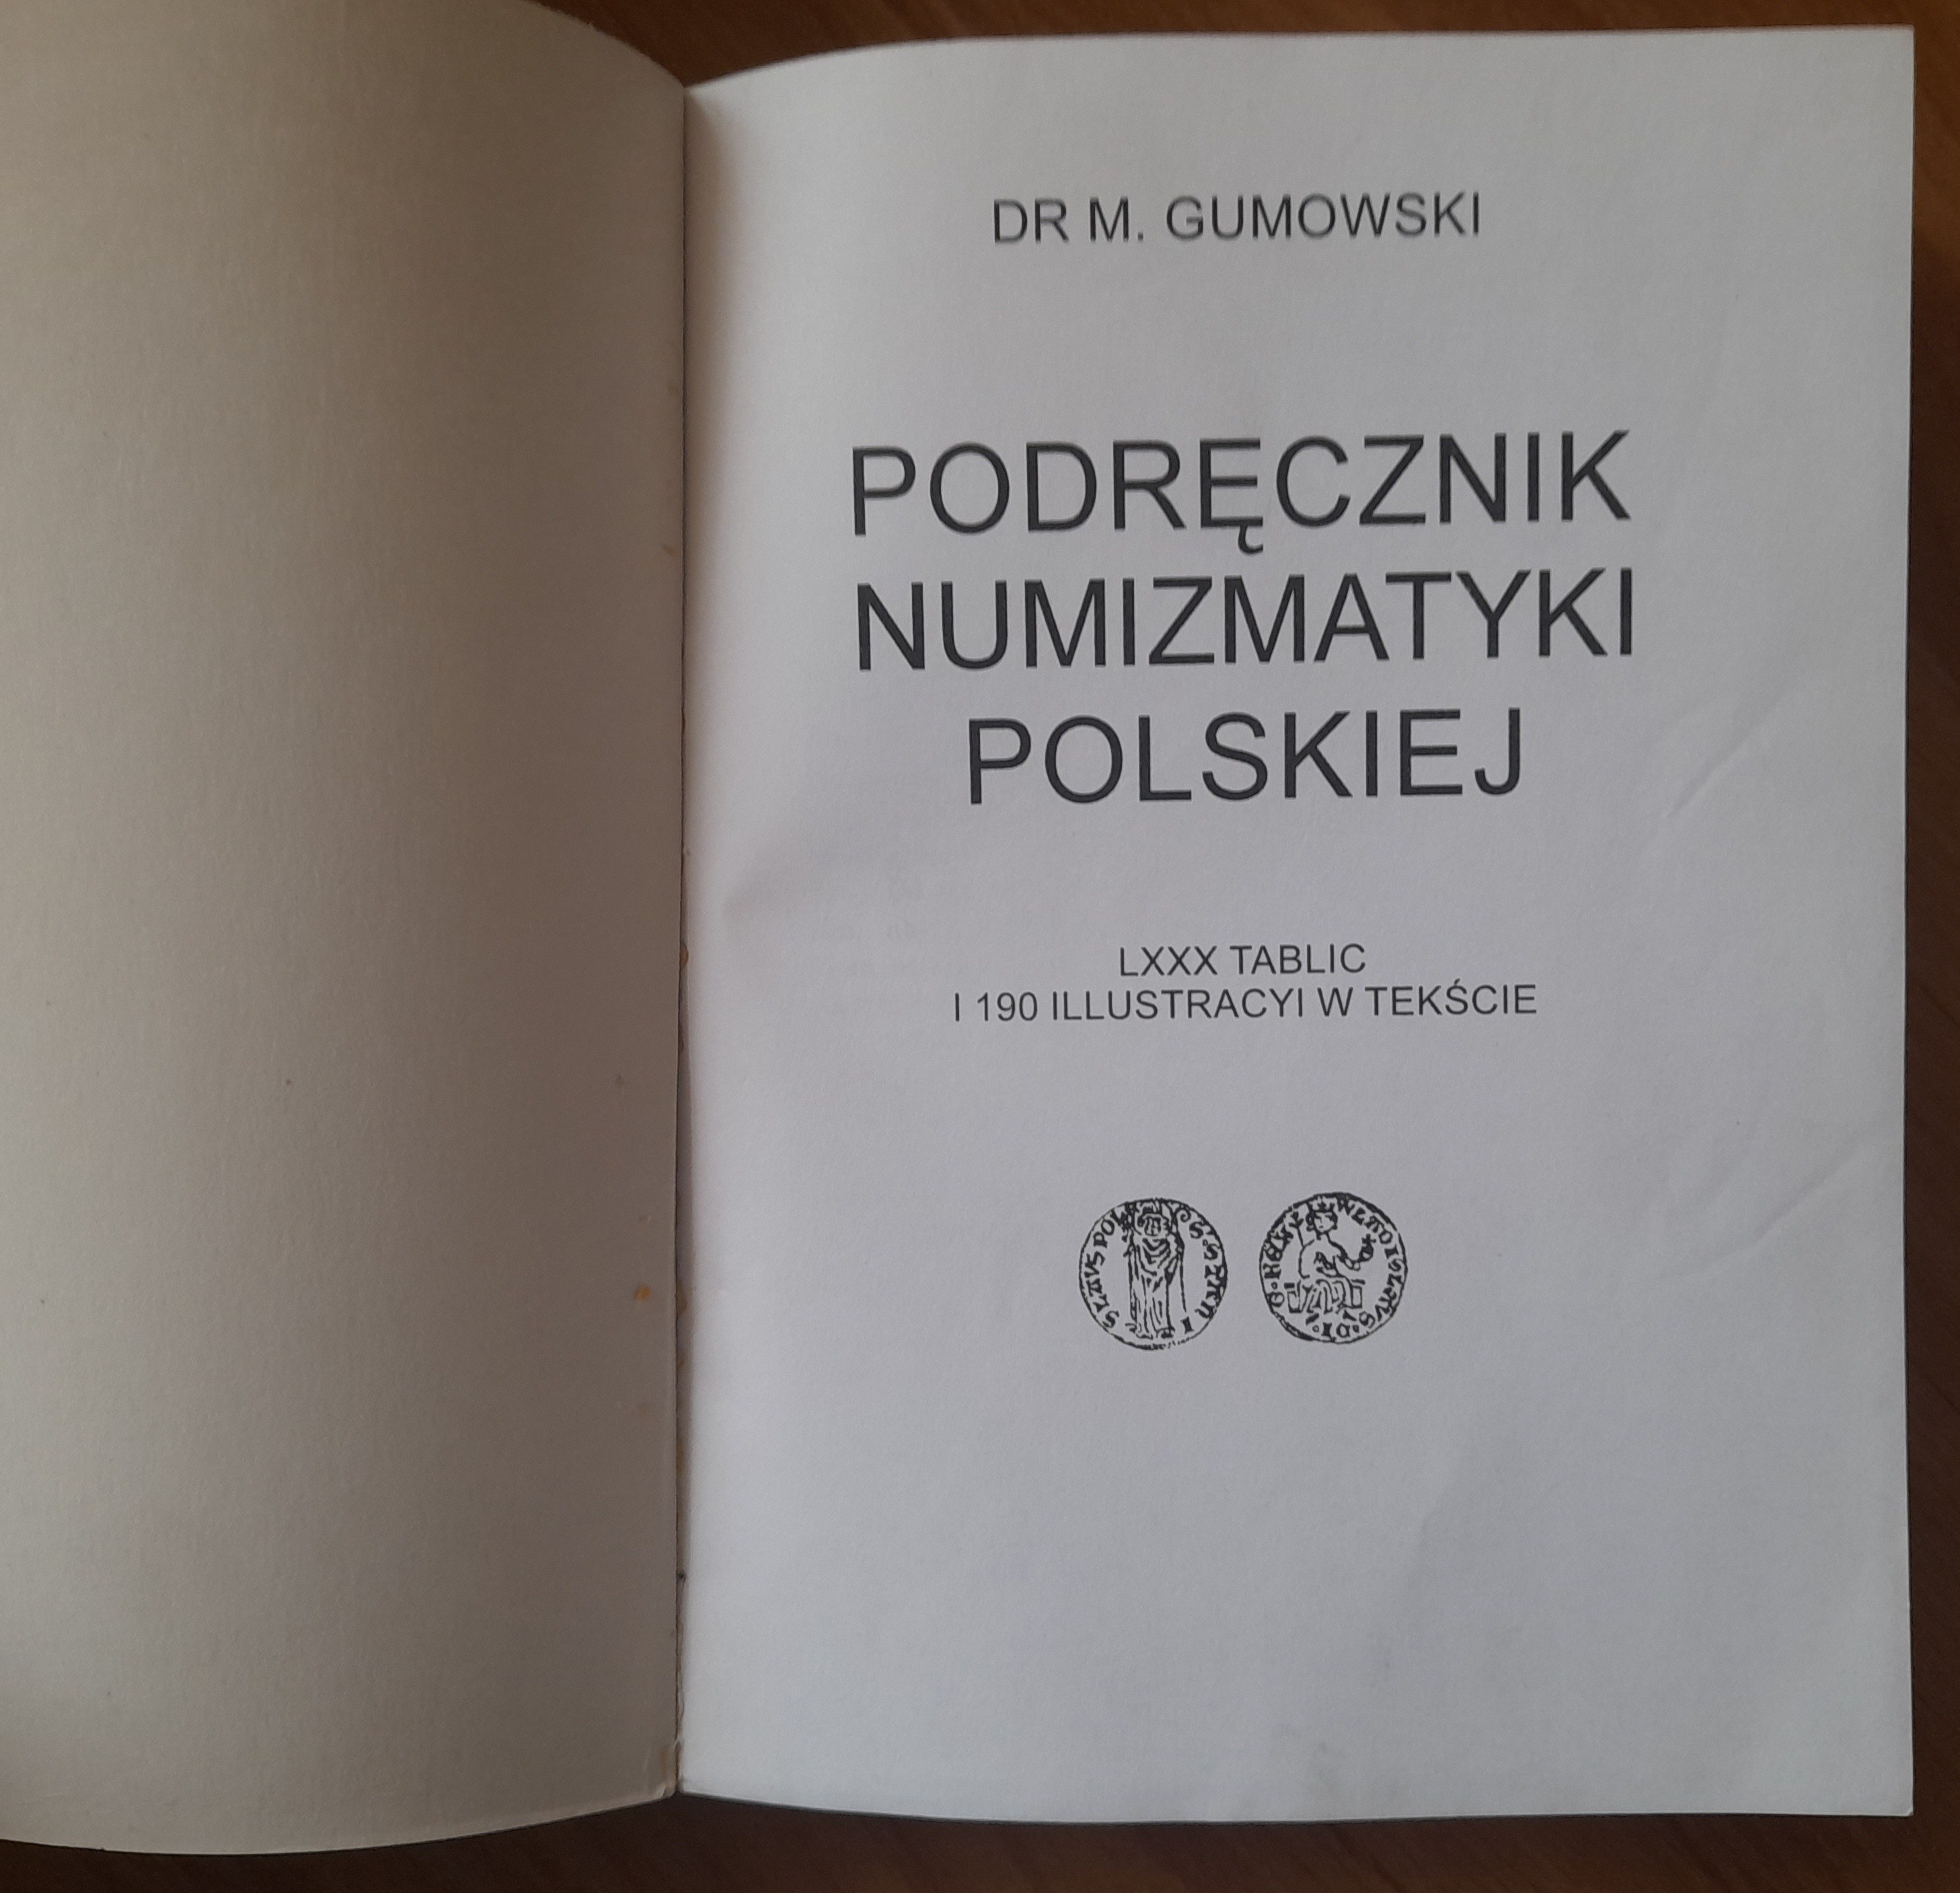 DR M. GUMOWSKI
PODRĘCZNIK
NUMIZMATYKI
POLSKIEJ
LXXX TABLIC
I 190 ILLUSTRACYI W TEKŚCIE